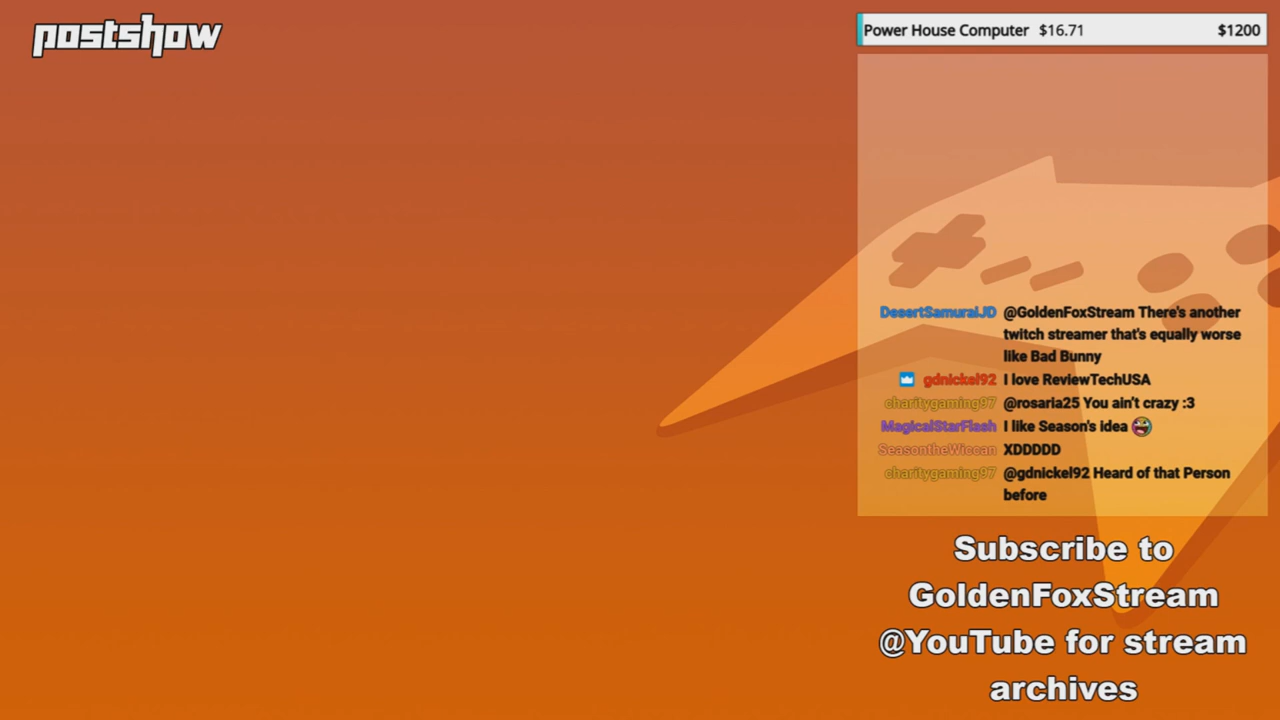 postshow
Power House Computer $16.71 $1200
DesertSamuraiJD @GoldenFoxStream There's another
twitch streamer that's equally worse
like Bad Bunny
gdnickel92 I love ReviewTechUSA
charitygaming97 @rosaria25 You ain't crazy :3
MagicalStarFlash I like Season's idea
SeasontheWiccan XDDDDD
charitygaming97 @gdnickel92 Heard of that Person
before
Subscribe to
GoldenFoxStream
@YouTube for stream
archives